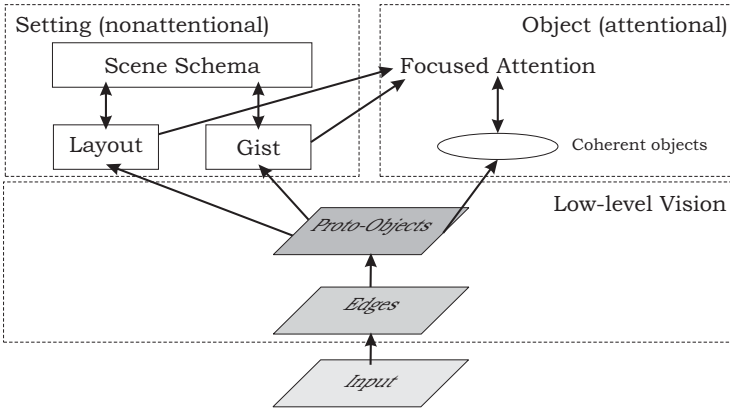 Setting (nonattentional)
Object (attentional)
Scene Schema
Focused Attention
Layout
Gist
Coherent objects
Low-level Vision
Proto-Objects
Edges
Input